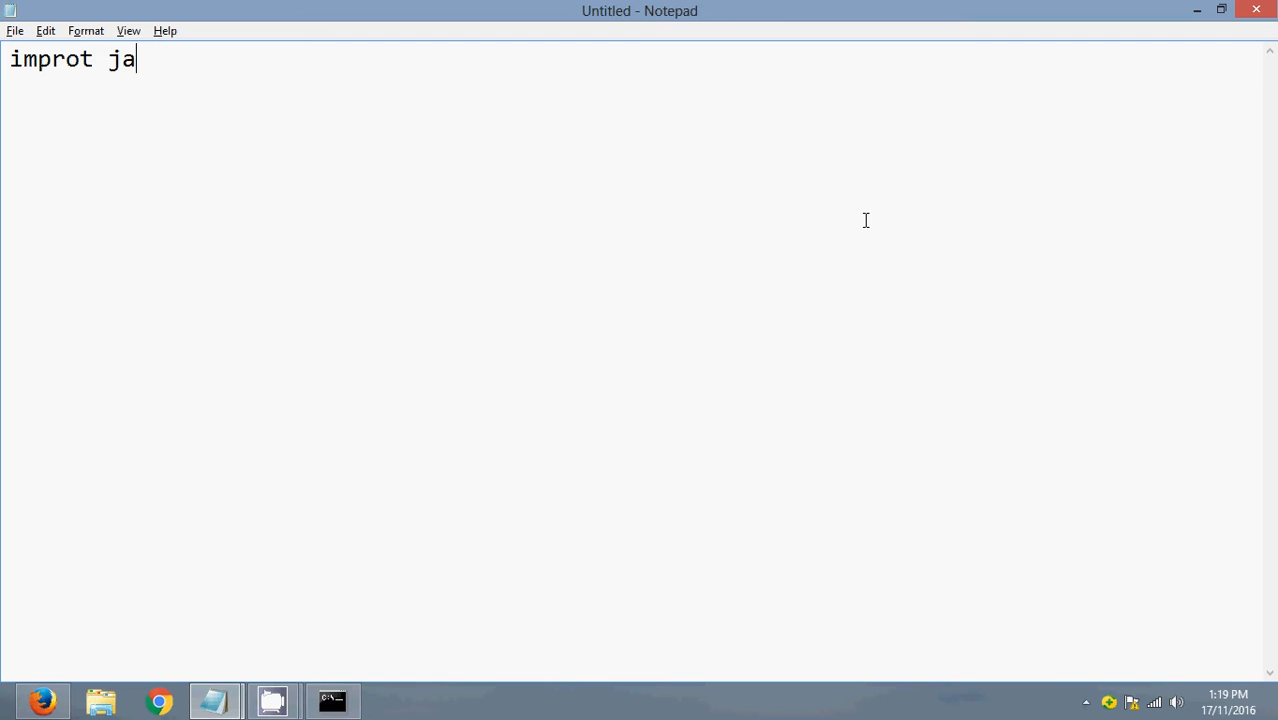 Untitled - Notepad
File Edit Format View Help
improt ja
C:\._
1:19 PM
17/11/2016